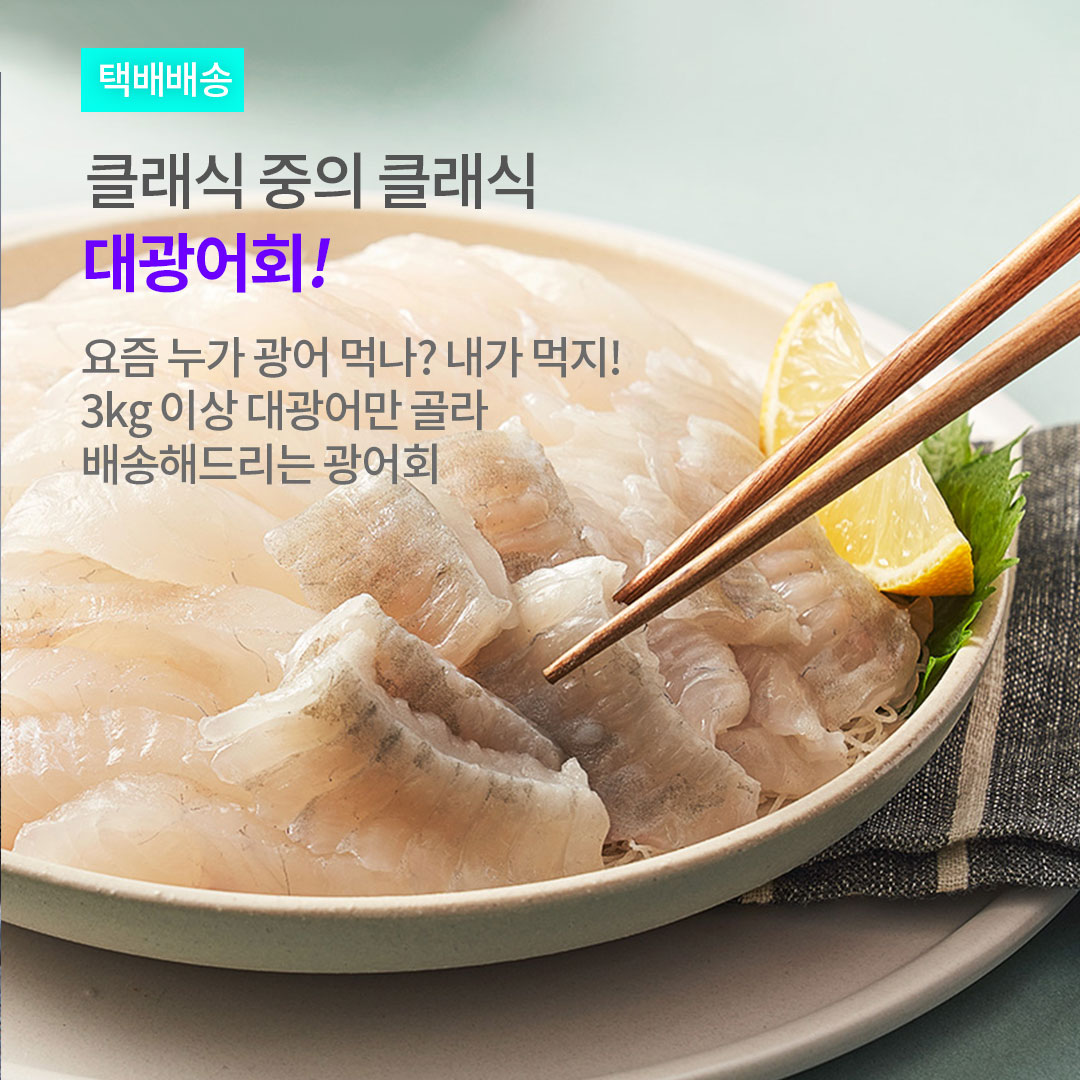 택배배송
클래식 중의 클래식
대광어회!
요즘 누가 광어 먹나? 내가 먹지!
3kg 이상 대광어만 골라
배송해드리는 광어회